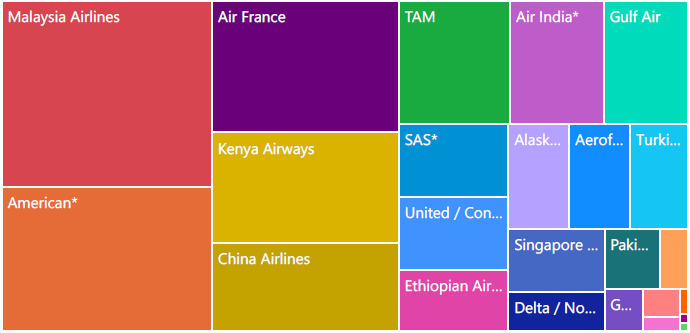 Malaysia Airlines
Air France
TAM
Air India*
Gulf Air
Kenya Airways
SAS*
Alask...
Aerof...
Turki...
American*
United / Con...
China Airlines
Singapore ...
Paki...
Ethiopian Air...
Delta / No...
G...